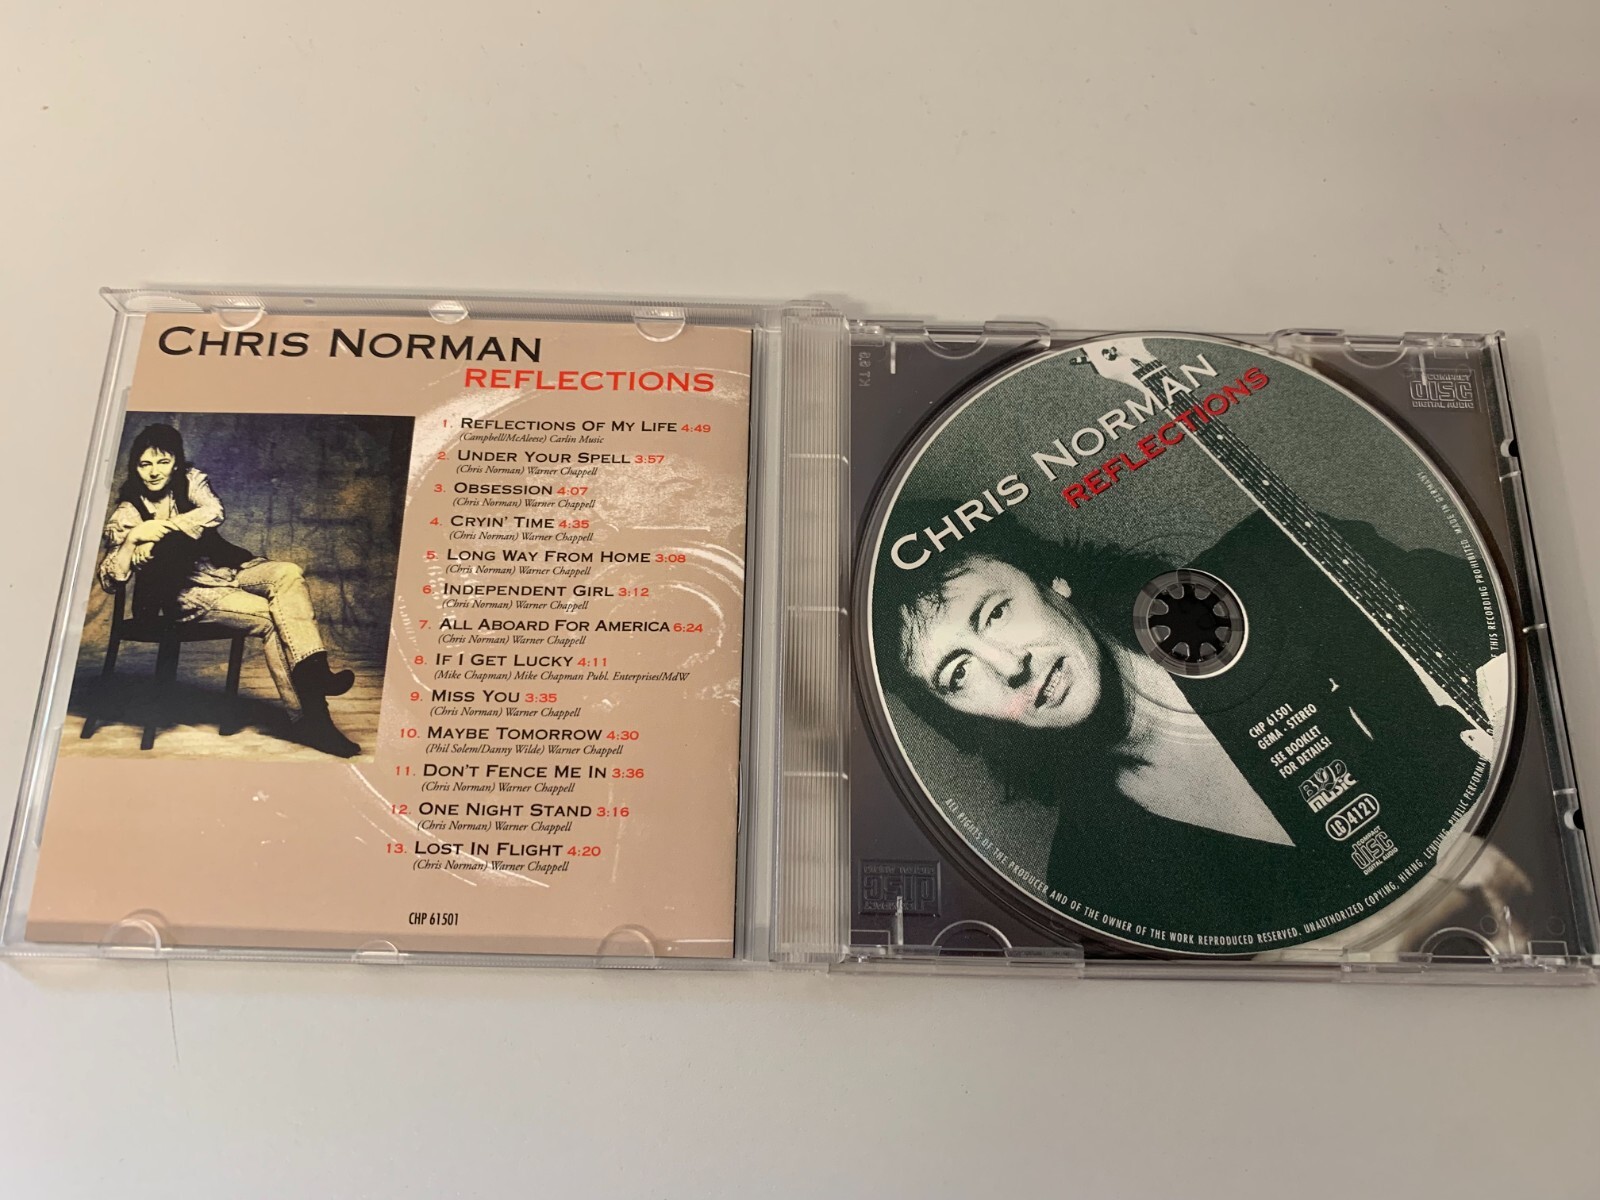 CHRIS NORMAN
REFLECTIONS
1. REFLECTIONS OF MY LIFE 4:49
(Campbell/McAleese) Carlin Music
2. UNDER YOUR SPELL 3:57
(Chris Norman) Warner Chappell
3. OBSESSION 4:07
(Chris Norman) Warner Chappell
4. CRYIN' TIME 4:35
(Chris Norman) Warner Chappell
5. LONG WAY FROM HOME 3:08
(Chris Norman) Warner Chappell
6. INDEPENDENT GIRL 3:12
(Chris Norman) Warner Chappell
7. ALL ABOARD FOR AMERICA 6:24
(Chris Norman) Warner Chappell
8. IF I GET LUCKY 4:11
(Mike Chapman) Mike Chapman Publ. Enterprises/MdW
9. MISS YOU 3:35
(Chris Norman) Warner Chappell
10. MAYBE TOMORROW 4:30
(Phil Solem/Danny Wilde) Warner Chappell
11. DON'T FENCE ME IN 3:36
(Chris Norman) Warner Chappell
12. ONE NIGHT STAND 3:16
(Chris Norman) Warner Chappell
13. LOST IN FLIGHT 4:20
(Chris Norman) Warner Chappell
CHP 61501
CHRIS NORMAN
REFLECTIONS
CHP 61501
GEMA - STEREO
SEE BOOKLET
FOR DETAILS!
MUSIC
LC 4121
COMPACT
disc
DIGITAL AUDIO
ALL RIGHTS OF THE PRODUCER AND OF THE OWNER OF THE WORK REPRODUCED RESERVED. UNAUTHORIZED COPYING, HIRING, LENDING, PUBLIC PERFORMA
F THIS RECORDING PROHIBITED MADE IN GERMANY
COMPACT
disc
DIGITAL AUDIO